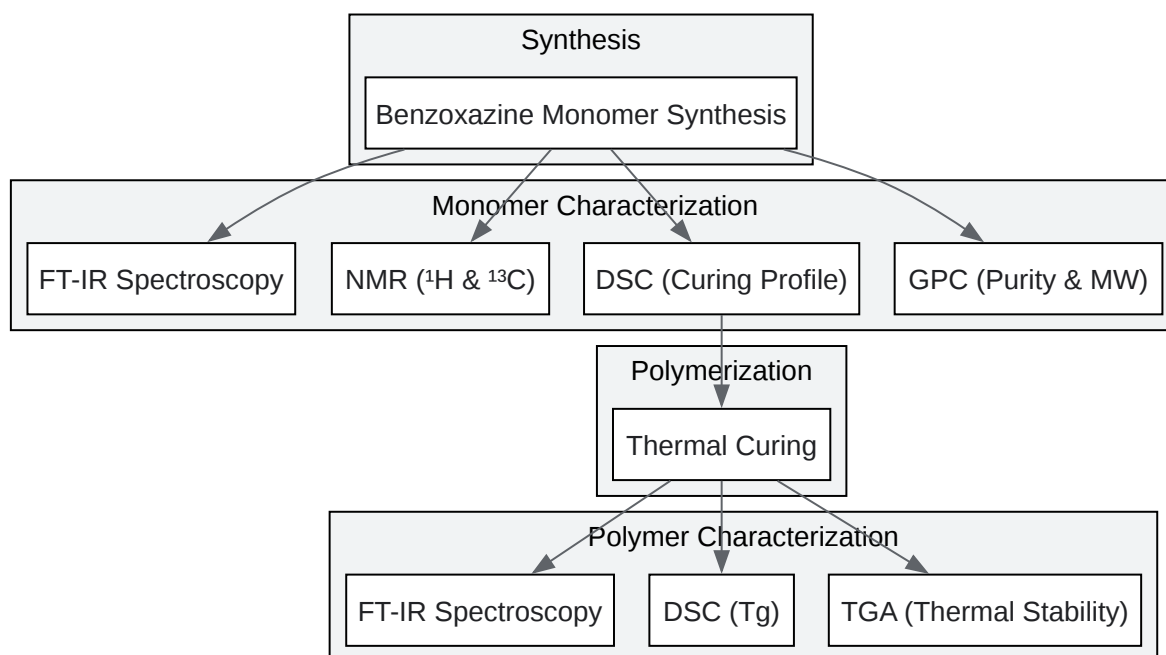 Synthesis
Benzoxazine Monomer Synthesis
Monomer Characterization
FT-IR Spectroscopy
NMR (¹H & ¹³C)
DSC (Curing Profile)
GPC (Purity & MW)
Polymerization
Thermal Curing
Polymer Characterization
FT-IR Spectroscopy
DSC (Tg)
TGA (Thermal Stability)